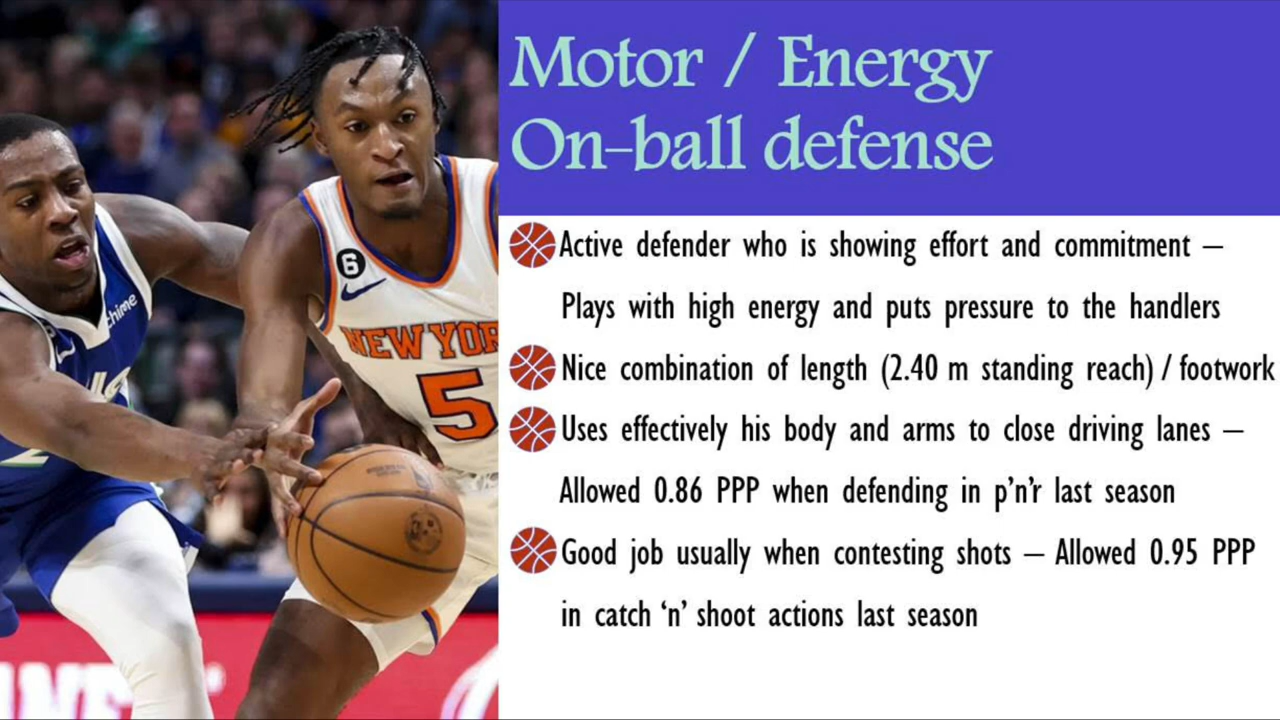 Motor / Energy
On-ball defense
Active defender who is showing effort and commitment –
Plays with high energy and puts pressure to the handlers
Nice combination of length (2.40 m standing reach) / footwork
Uses effectively his body and arms to close driving lanes –
Allowed 0.86 PPP when defending in p'n'r last season
Good job usually when contesting shots – Allowed 0.95 PPP
in catch 'n' shoot actions last season
chime
6
NEW YOR
5